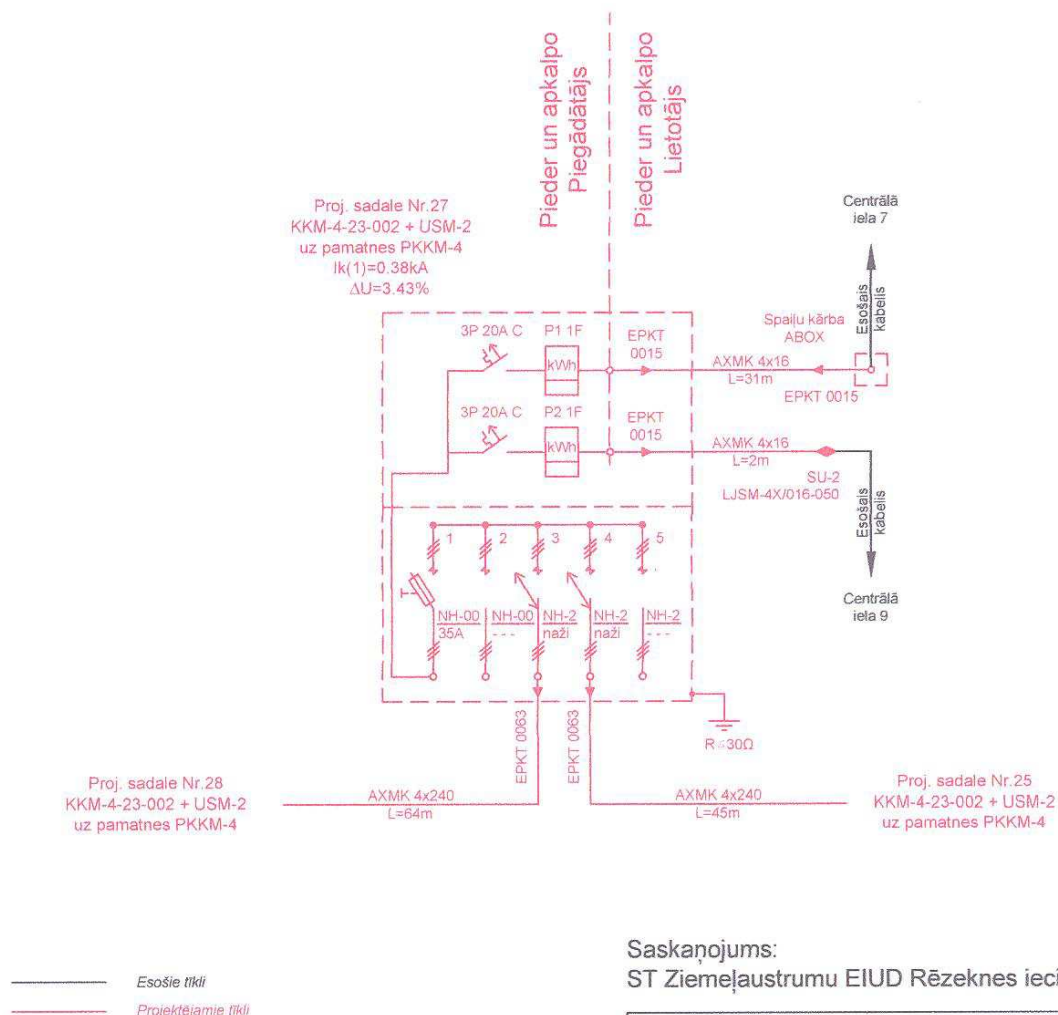 Pieder un apkalpo
Piegādātājs
Pieder un apkalpo
Lietotājs
Proj. sadale Nr.27
KKM-4-23-002 + USM-2
uz pamatnes PKKM-4
Ik(1)=0.38kA
ΔU=3.43%
Centrālā
iela 7
Esošais
kabelis
Spaiļu kārba
ABOX
3P 20A C
P1 1F
kWh
EPKT
0015
AXMK 4x16
L=31m
EPKT 0015
3P 20A C
P2 1F
kWh
EPKT
0015
AXMK 4x16
L=2m
SU-2
LJSM-4X/016-050
Esošais
kabelis
Centrālā
iela 9
1
2
3
4
5
NH-00
35A
NH-00
---
NH-2
naži
NH-2
naži
NH-2
---
EPKT 0063
EPKT 0063
R≤30Ω
Proj. sadale Nr.28
KKM-4-23-002 + USM-2
uz pamatnes PKKM-4
AXMK 4x240
L=64m
AXMK 4x240
L=45m
Proj. sadale Nr.25
KKM-4-23-002 + USM-2
uz pamatnes PKKM-4
Saskaņojums:
ST Ziemeļaustrumu EIUD Rēzeknes ieci
Esošie tīkli
Projektējamie tīkli